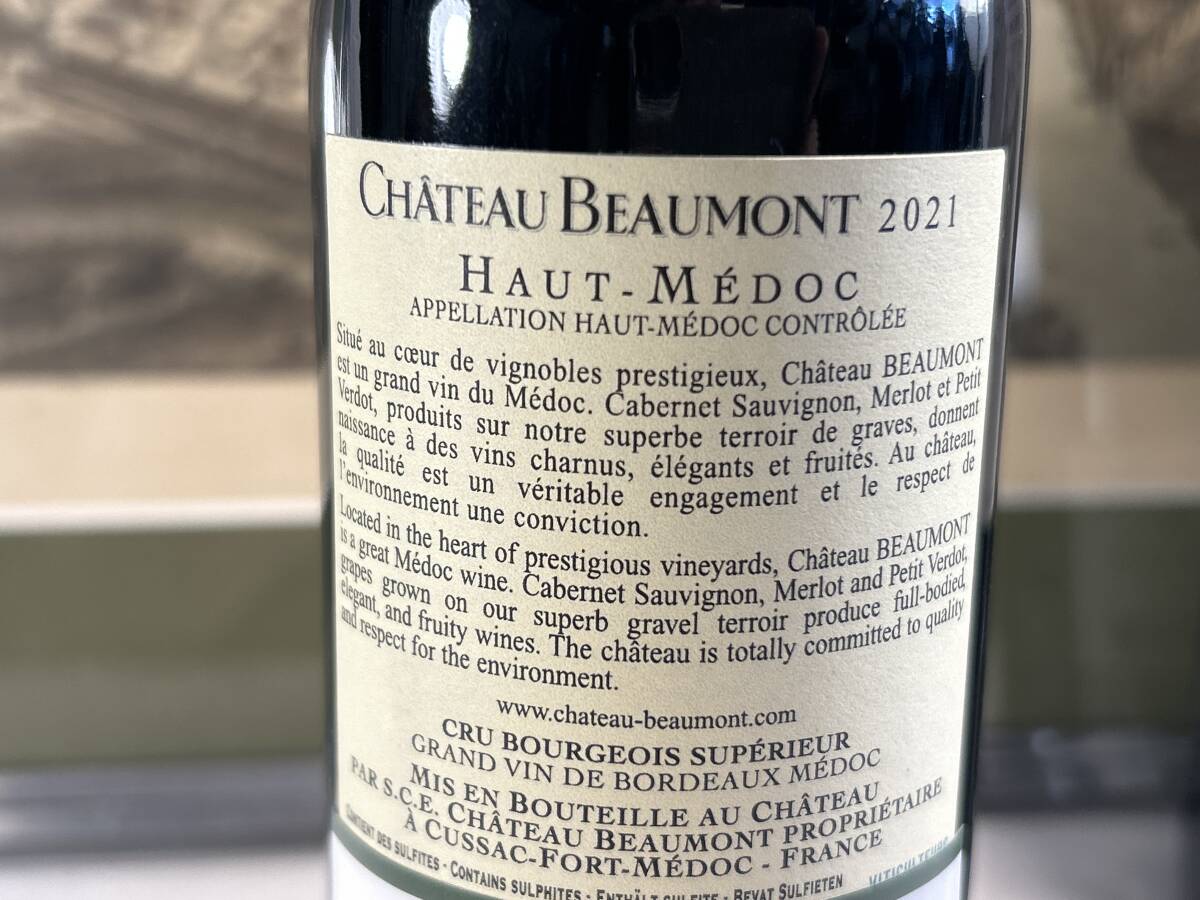 CHÂTEAU BEAUMONT 2021
HAUT-MÉDOC
APPELLATION HAUT-MÉDOC CONTRÔLÉE
Situé au cœur de vignobles prestigieux, Château BEAUMONT
est un grand vin du Médoc. Cabernet Sauvignon, Merlot et Petit
Verdot, produits sur notre superbe terroir de graves, donnent
naissance à des vins charnus, élégants et fruités. Au château,
la qualité est un véritable engagement et le respect de
l'environnement une conviction.
Located in the heart of prestigious vineyards, Château BEAUMONT
is a great Médoc wine. Cabernet Sauvignon, Merlot and Petit Verdot,
grapes grown on our superb gravel terroir produce full-bodied,
elegant, and fruity wines. The château is totally committed to quality
and respect for the environment.
www.chateau-beaumont.com
CRU BOURGEOIS SUPÉRIEUR
GRAND VIN DE BORDEAUX MÉDOC
MIS EN BOUTEILLE AU CHÂTEAU
PAR S.C.E. CHÂTEAU BEAUMONT PROPRIÉTAIRE
À CUSSAC-FORT-MÉDOC - FRANCE
CONTIENT DES SULFITES - CONTAINS SULPHITES - ENTHÄLT SULFITE - BEVAT SULFIETEN